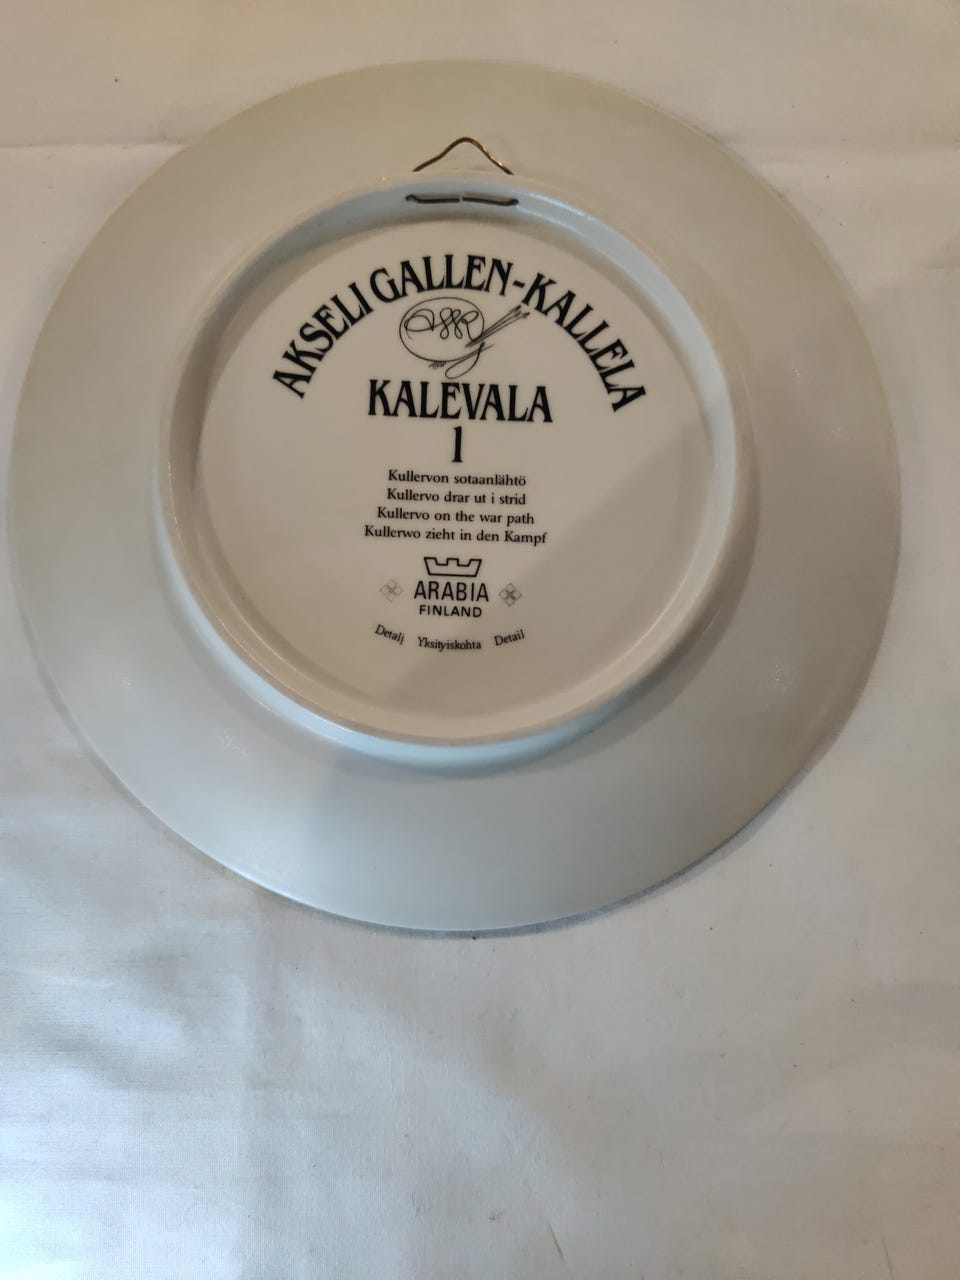 AKSELI GALLEN-KALLELA
KALEVALA
1
Kullervon sotaanlähtö
Kullervo drar ut i strid
Kullervo on the war path
Kullerwo zieht in den Kampf
ARABIA
FINLAND
Detalj Yksityiskohta Detail